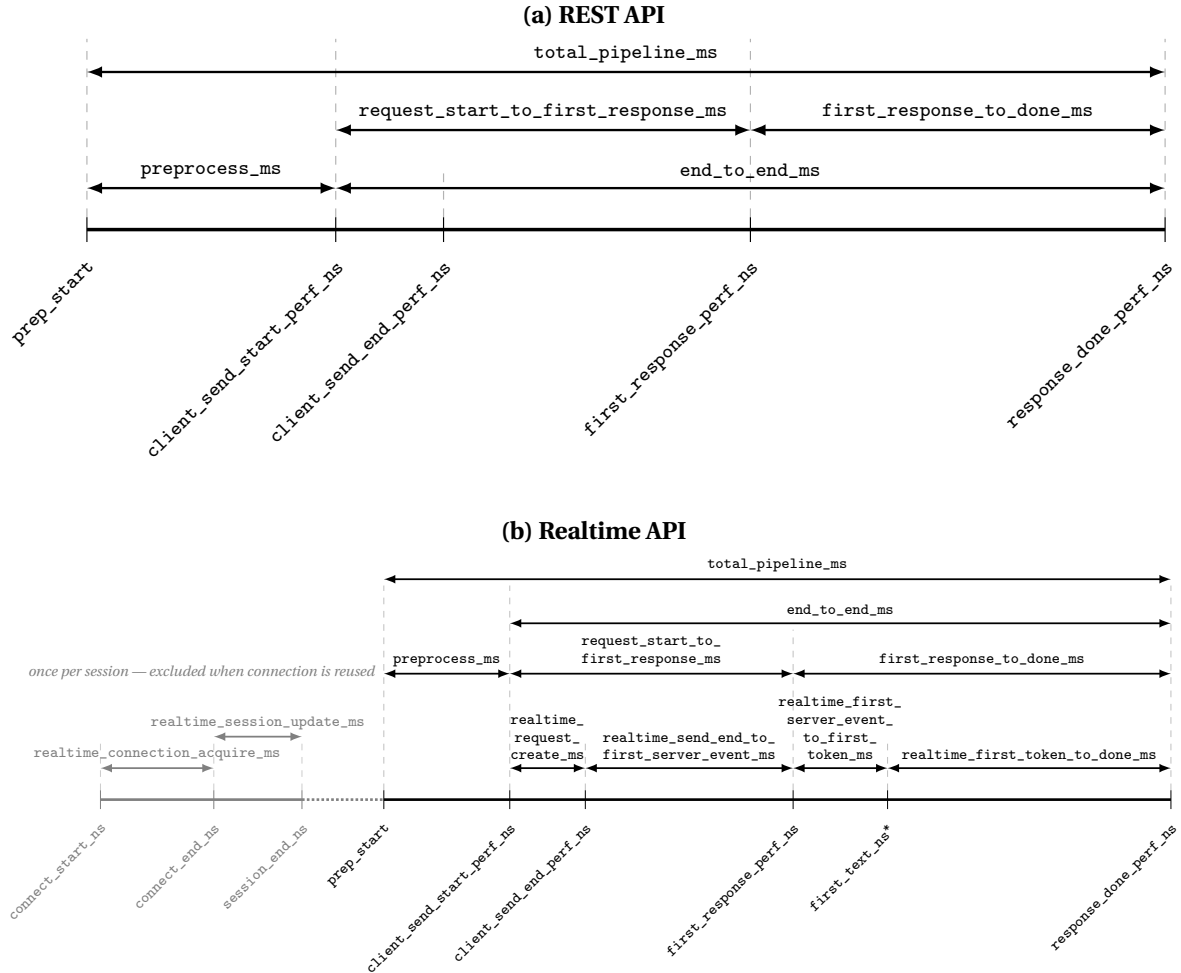 (a) REST API
total_pipeline_ms
request_start_to_first_response_ms
first_response_to_done_ms
preprocess_ms
end_to_end_ms
prep_start
client_send_start_perf_ns
client_send_end_perf_ns
first_response_perf_ns
response_done_perf_ns
(b) Realtime API
total_pipeline_ms
end_to_end_ms
once per session — excluded when connection is reused
preprocess_ms
request_start_to_
first_response_ms
first_response_to_done_ms
realtime_session_update_ms
realtime_connection_acquire_ms
realtime_
request_
create_ms
realtime_send_end_to_
first_server_event_ms
realtime_first_
server_event_
to_first_
token_ms
realtime_first_token_to_done_ms
connect_start_ns
connect_end_ns
session_end_ns
prep_start
client_send_start_perf_ns
client_send_end_perf_ns
first_response_perf_ns
first_text_ns*
response_done_perf_ns